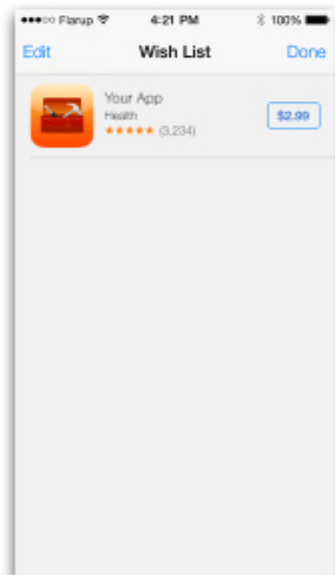 Flarup 4:21 PM 100%
Edit Wish List Done
Your App
Health
(3,234)
$2.99